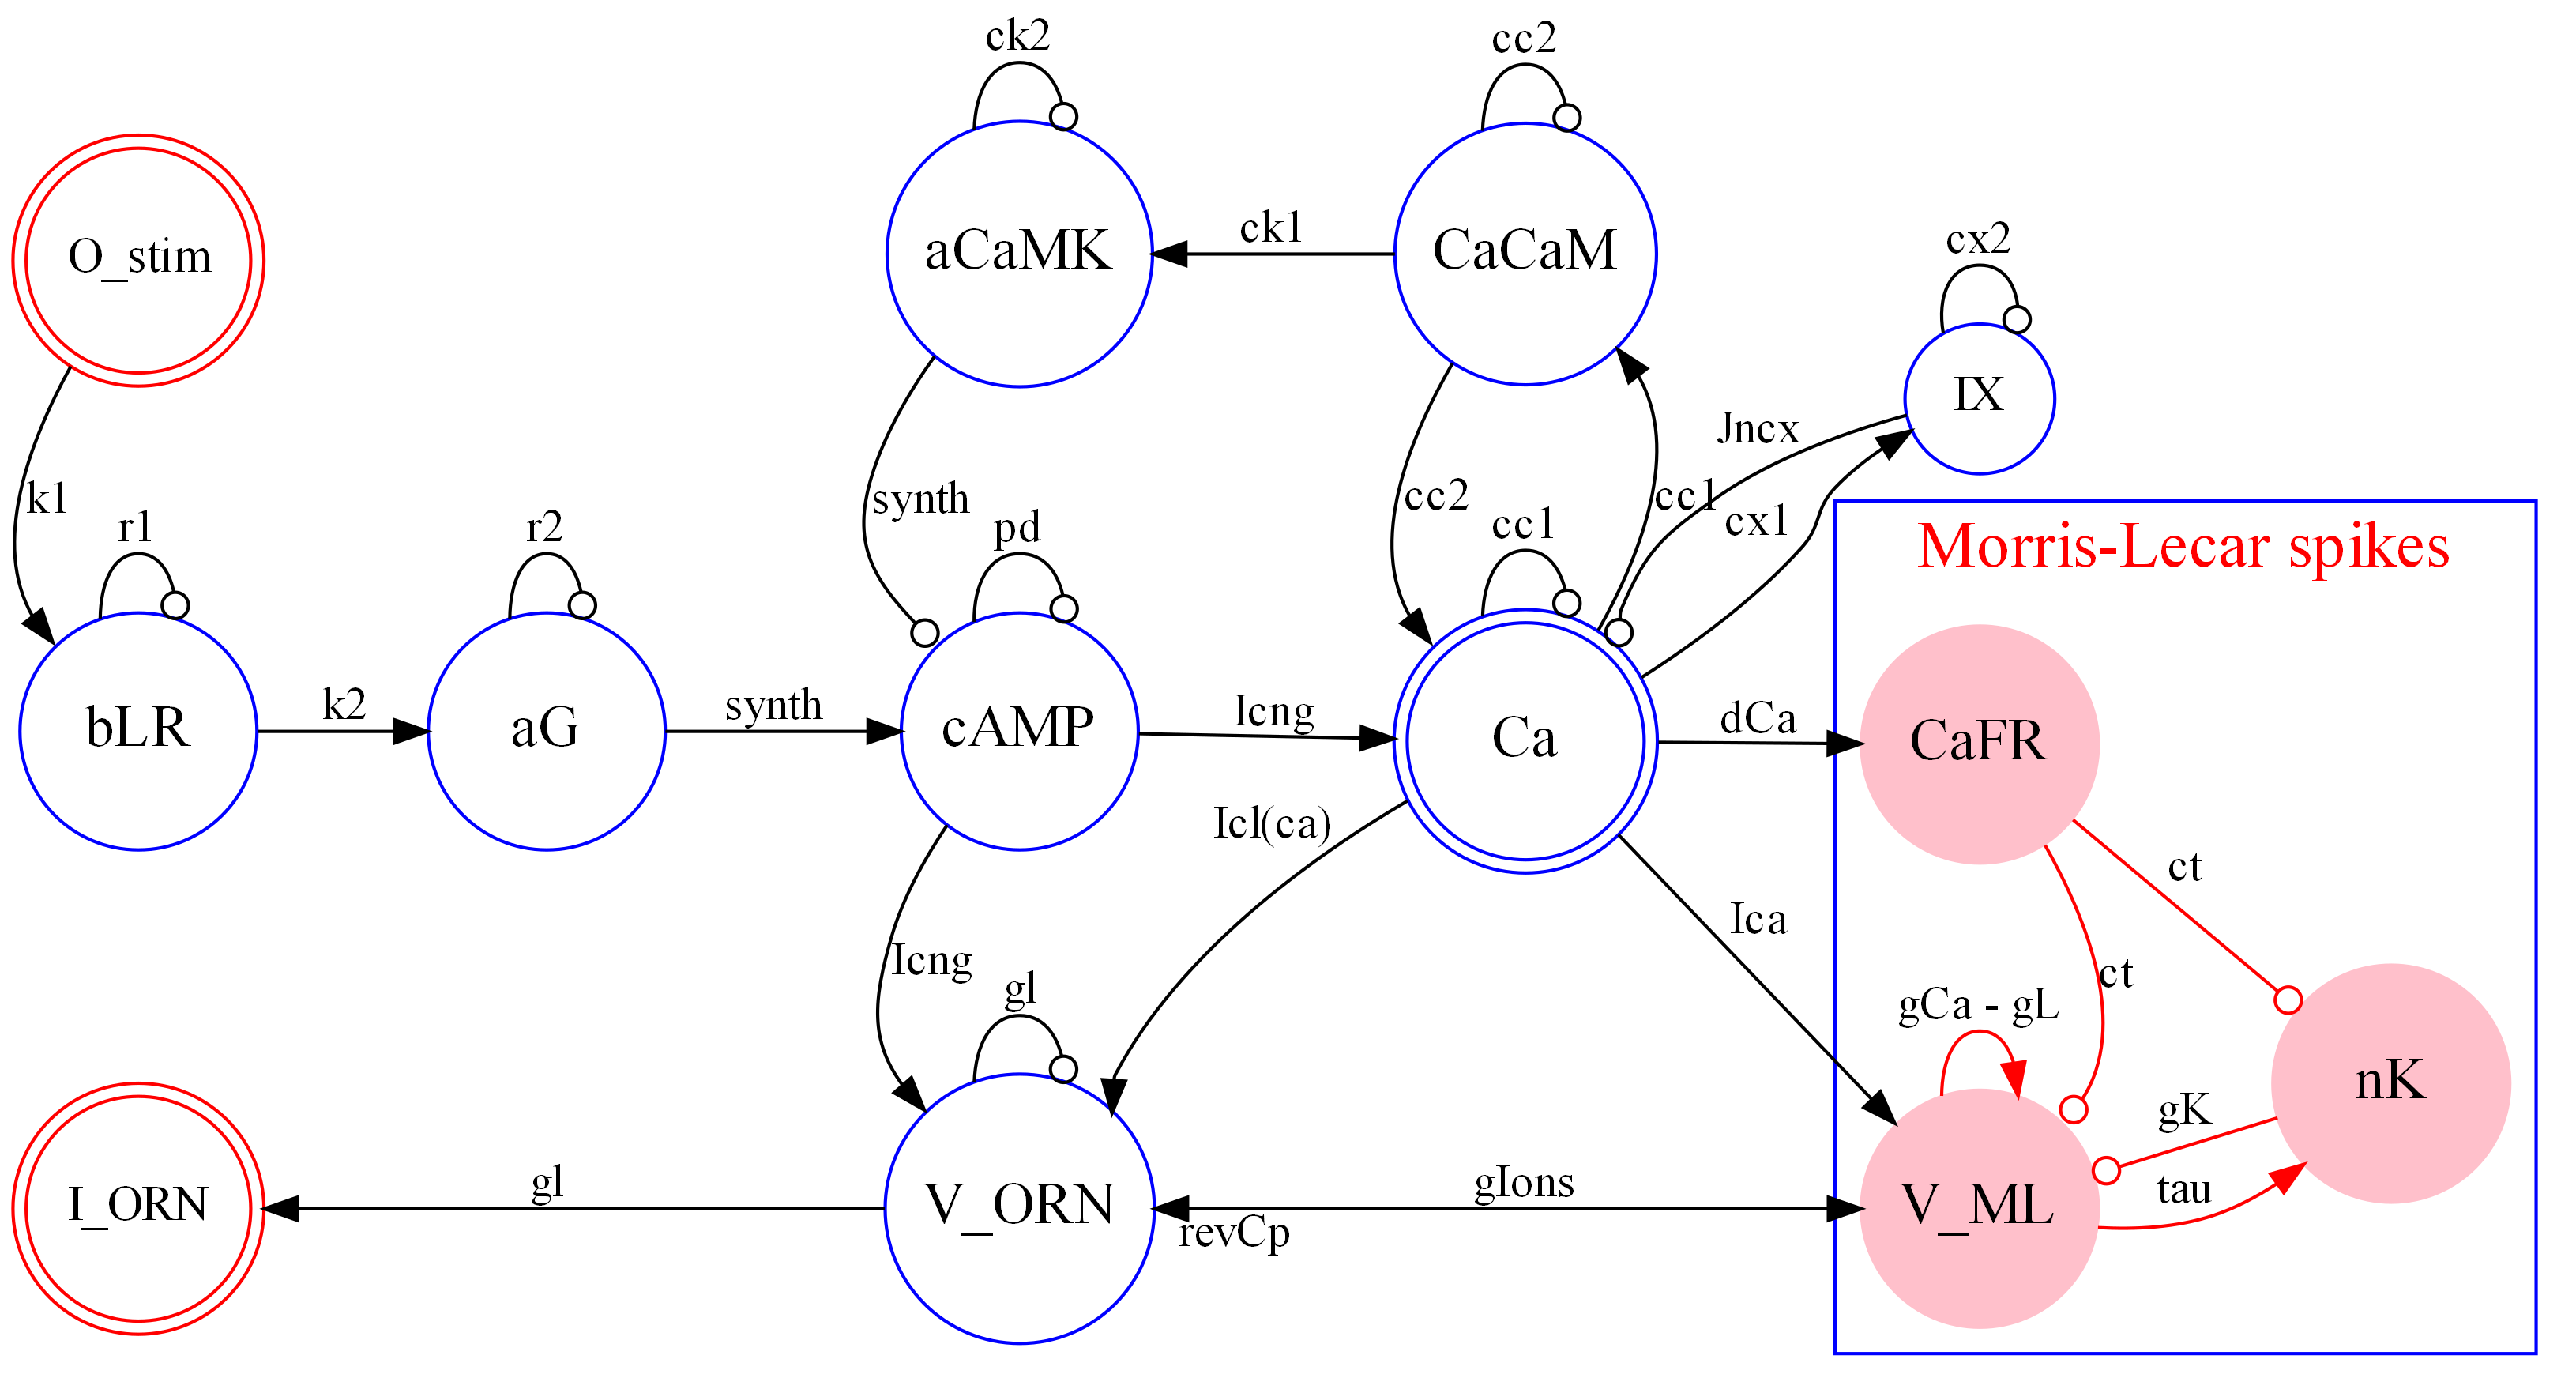 ck2
cc2
O_stim
aCaMK
ck1
CaCaM
cx2
IX
Jncx
k1
r1
r2
synth
pd
cc2
cc1
cc1
cx1
Morris-Lecar spikes
bLR
k2
aG
synth
cAMP
Icng
Ca
dCa
CaFR
Icl(ca)
Ica
ct
Icng
gl
ct
gCa - gL
nK
gK
tau
I_ORN
gl
V_ORN
gIons
revCp
V_ML